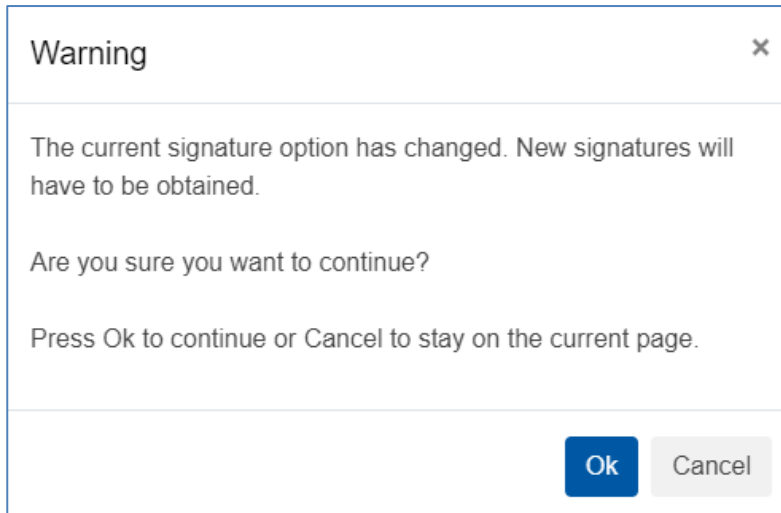 Warning ×
The current signature option has changed. New signatures will
have to be obtained.
Are you sure you want to continue?
Press Ok to continue or Cancel to stay on the current page.
Ok Cancel